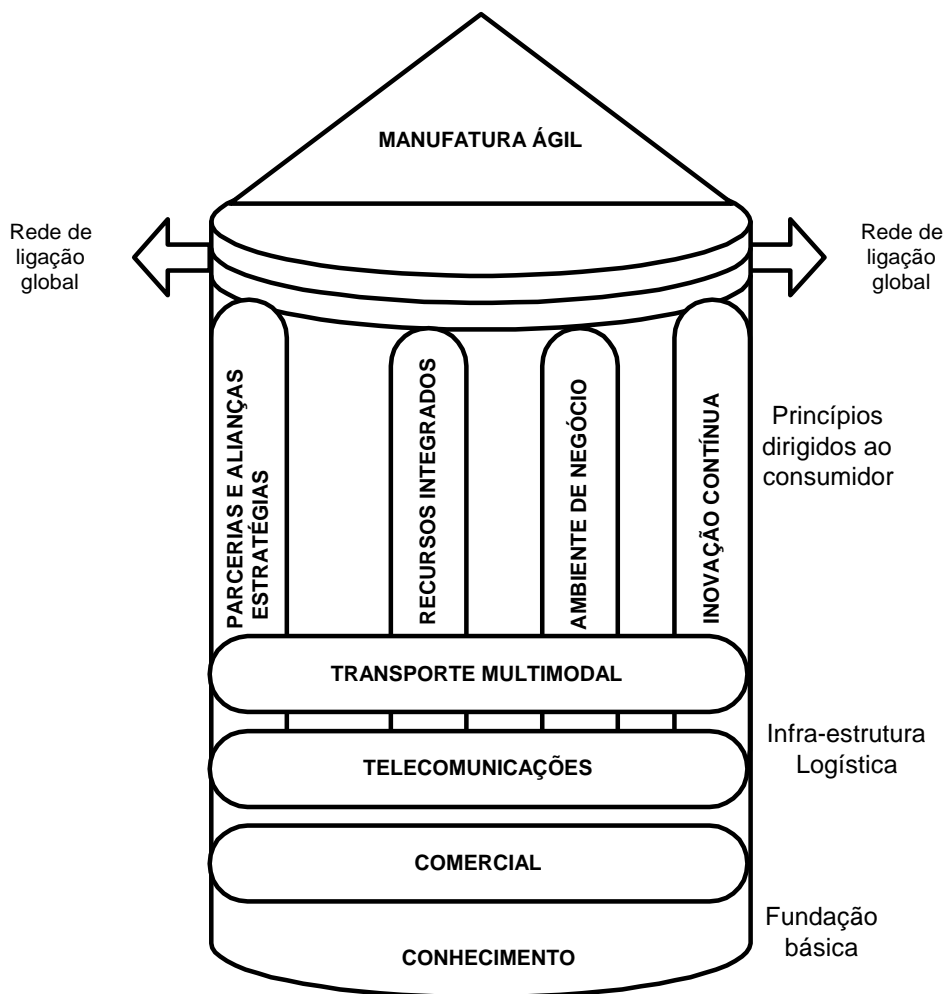 MANUFATURA ÁGIL
Rede de
ligação
global
Rede de
ligação
global
PARCERIAS E ALIANÇAS
ESTRATÉGIAS
RECURSOS INTEGRADOS
AMBIENTE DE NEGÓCIO
INOVAÇÃO CONTÍNUA
Princípios
dirigidos ao
consumidor
TRANSPORTE MULTIMODAL
TELECOMUNICAÇÕES
Infra-estrutura
Logística
COMERCIAL
CONHECIMENTO
Fundação
básica